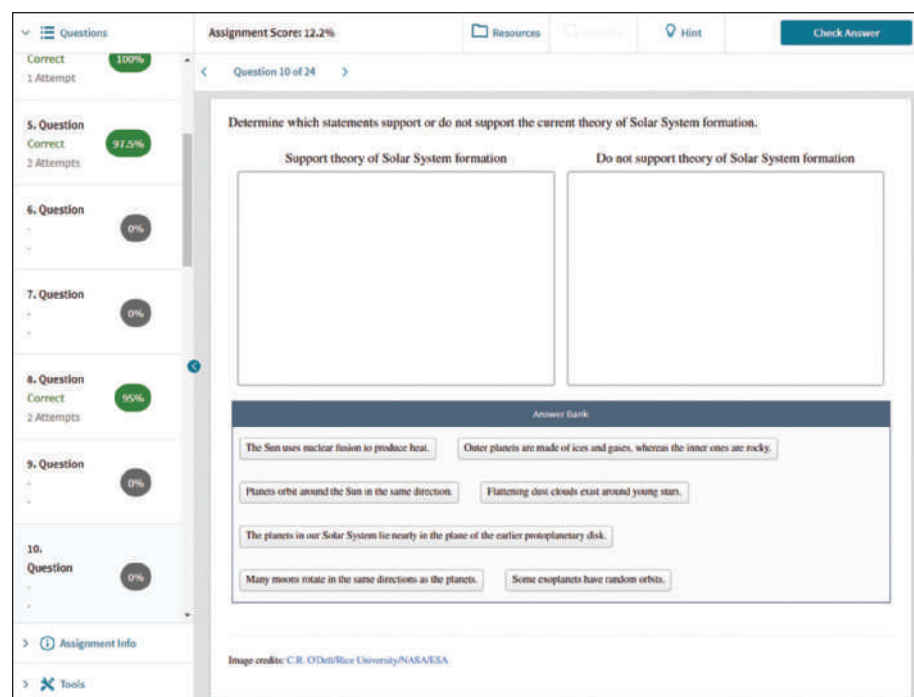 Questions
Assignment Score: 12.2%
Resources
Hint
Check Answer
Correct
100%
1 Attempt
Question 10 of 24
5. Question
Correct
97.5%
2 Attempts
6. Question
-
0%
-
7. Question
-
0%
-
8. Question
Correct
95%
2 Attempts
9. Question
-
0%
-
10.
Question
0%
-
-
Assignment Info
Tools
Determine which statements support or do not support the current theory of Solar System formation.
Support theory of Solar System formation
Do not support theory of Solar System formation
Answer Bank
The Sun uses nuclear fusion to produce heat.
Outer planets are made of ices and gases, whereas the inner ones are rocky.
Planets orbit around the Sun in the same direction.
Flattening dust clouds exist around young stars.
The planets in our Solar System lie nearly in the plane of the earlier protoplanetary disk.
Many moons rotate in the same directions as the planets.
Some exoplanets have random orbits.
Image credits: C.R. O'Dell/Rice University/NASA/ESA